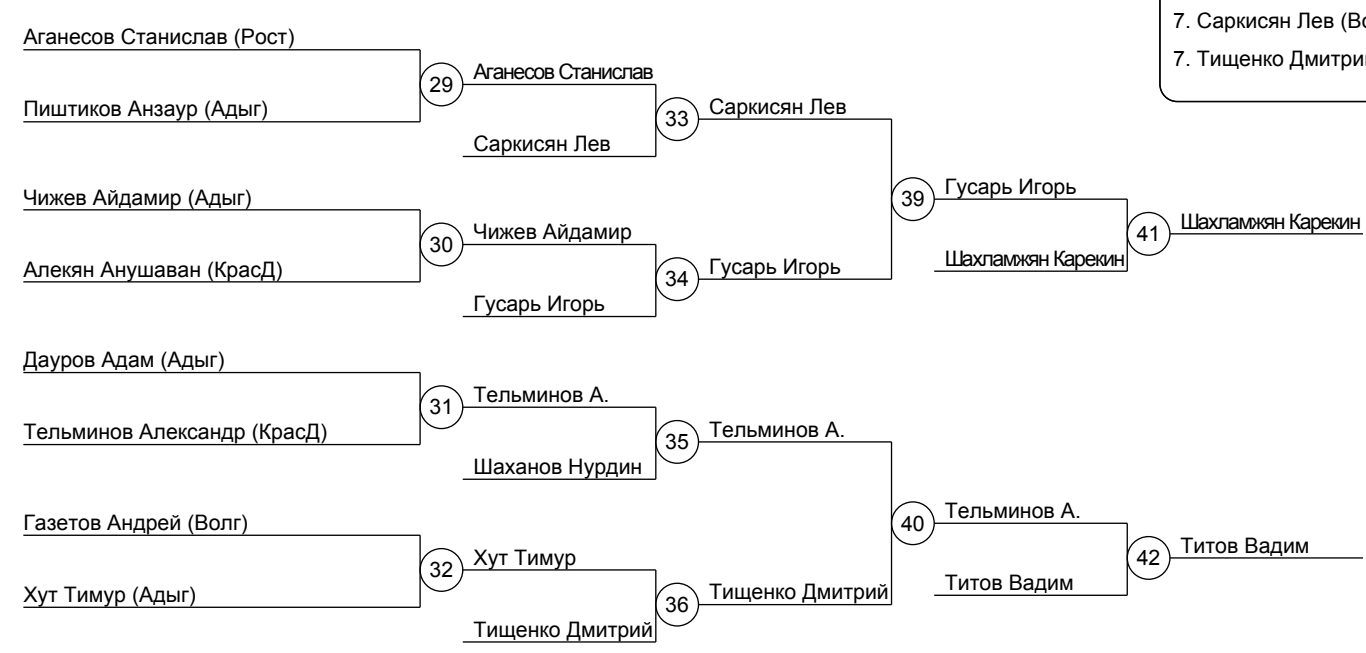 7. Саркисян Лев
7. Тищенко
Аганесов Станислав (Рост)
29
Аганесов Станислав
Пиштиков Анзаур (Адыг)
33
Саркисян Лев
Саркисян Лев
Чижев Айдамир (Адыг)
39
Гусарь Игорь
30
Чижев Айдамир
41
Шахламжян Карекин
Алекян Анушаван (КрасД)
34
Гусарь Игорь
Шахламжян Карекин
Гусарь Игорь
Дауров Адам (Адыг)
31
Тельминов А.
Тельминов Александр (КрасД)
35
Тельминов А.
Шаханов Нурдин
Газетов Андрей (Волг)
40
Тельминов А.
32
Хут Тимур
42
Титов Вадим
Хут Тимур (Адыг)
36
Тищенко Дмитрий
Титов Вадим
Тищенко Дмитрий